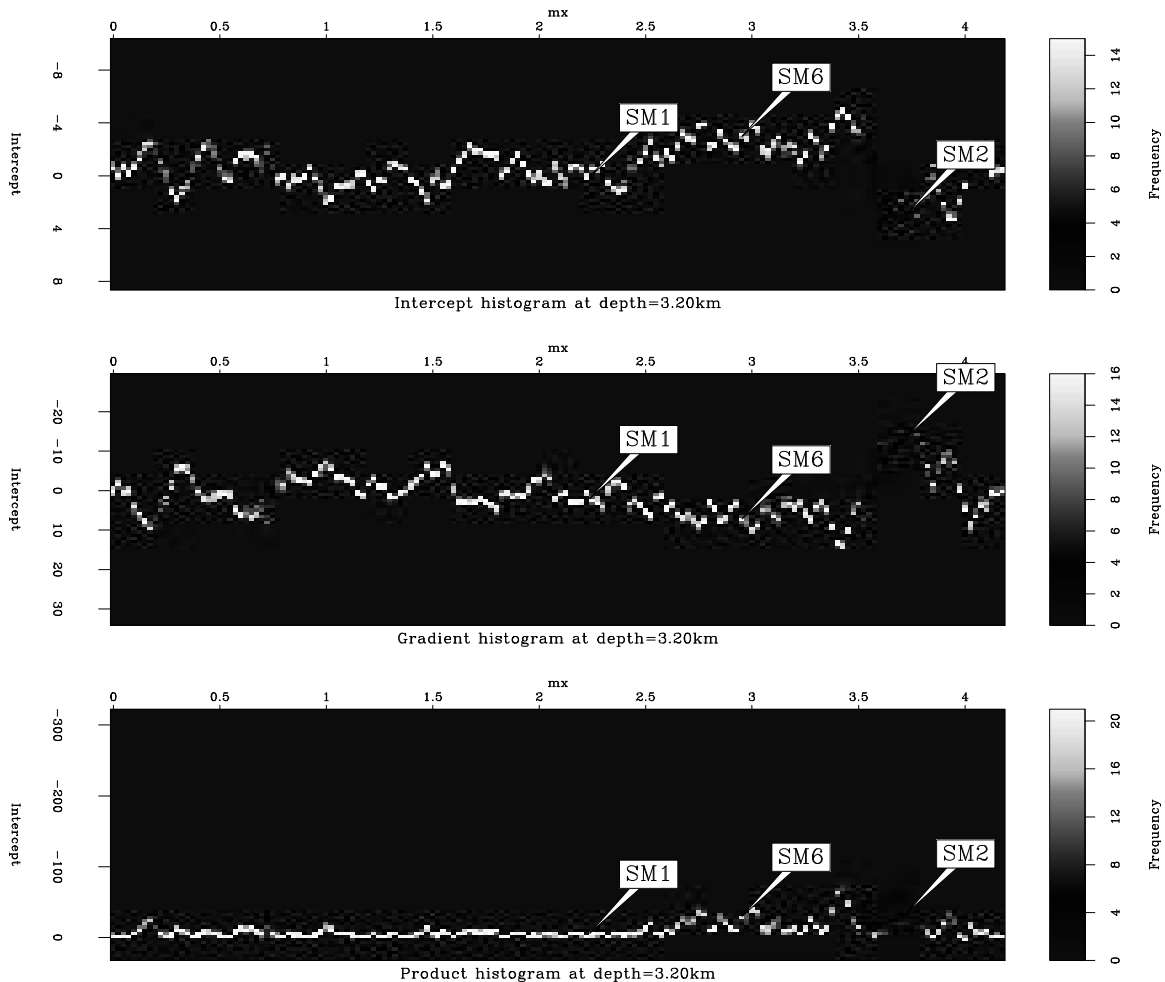 mx
0 0.5 1 1.5 2 2.5 3 3.5 4
Intercept
-8 -4 0 4 8
SM1
SM6
SM2
0 2 4 6 8 10 12 14
Frequency
Intercept histogram at depth=3.20km
mx
0 0.5 1 1.5 2 2.5 3 3.5 4
Intercept
-20 -10 0 10 20 30
SM1
SM6
SM2
0 2 4 6 8 10 12 14 16
Frequency
Gradient histogram at depth=3.20km
mx
0 0.5 1 1.5 2 2.5 3 3.5 4
Intercept
-300 -200 -100 0
SM1
SM6
SM2
0 4 8 12 16 20
Frequency
Product histogram at depth=3.20km